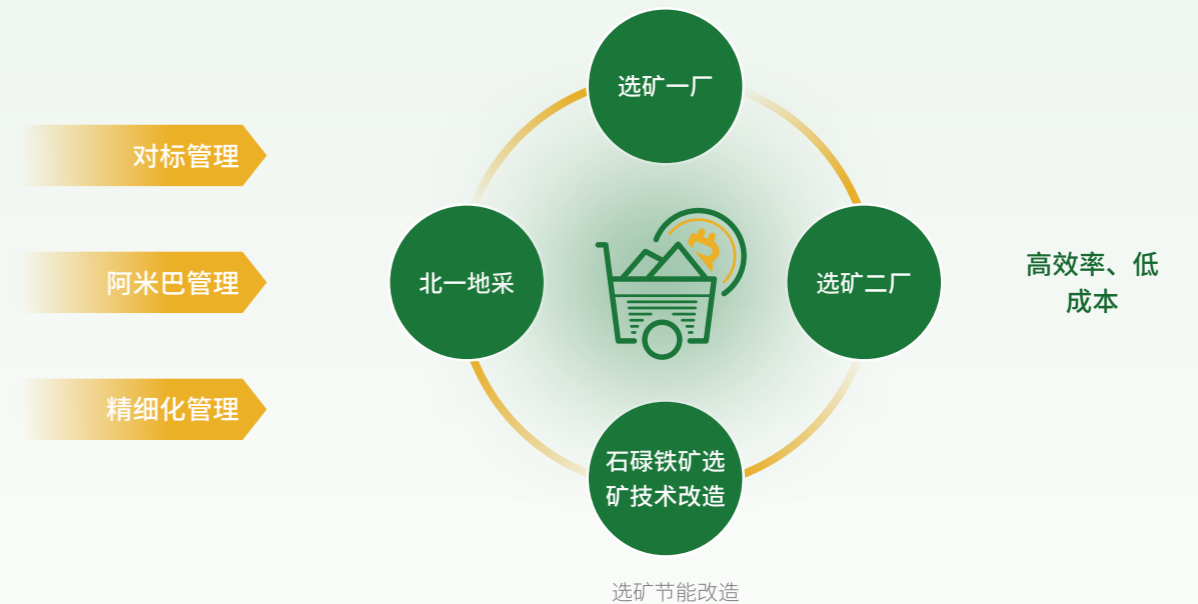 对标管理
阿米巴管理
精细化管理
选矿一厂
北一地采
选矿二厂
石碌铁矿选
矿技术改造
选矿节能改造
高效率、低
成本